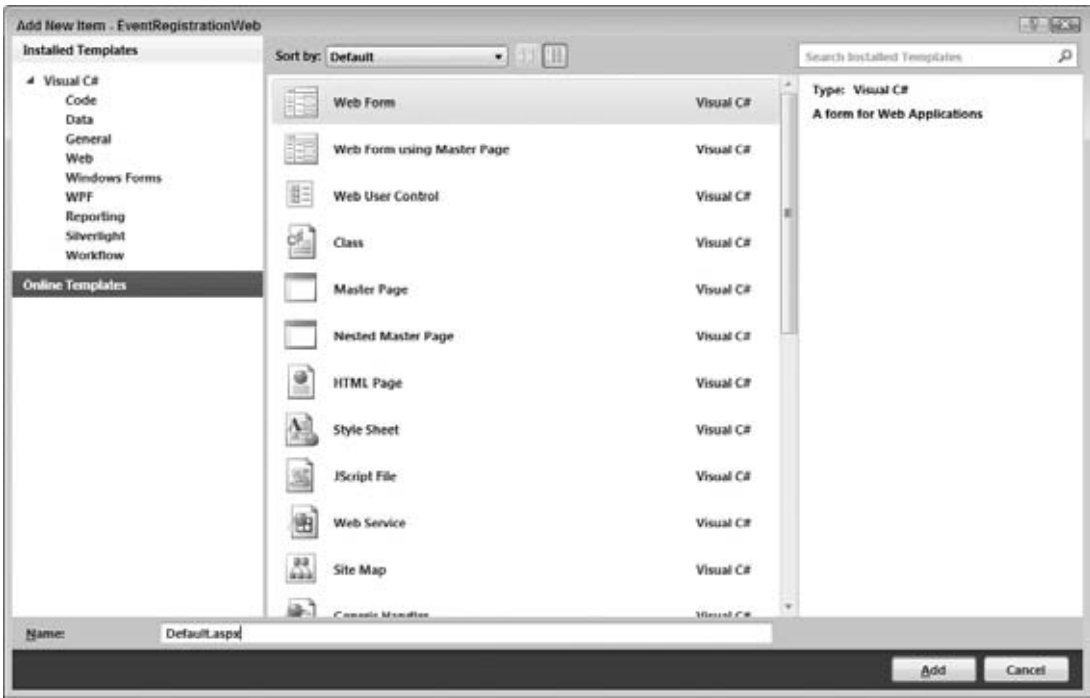 Add New Item - EventRegistrationWeb
Installed Templates
Visual C#
Code
Data
General
Web
Windows Forms
WPF
Reporting
Silverlight
Workflow
Online Templates
Sort by: Default
Web Form Visual C#
Web Form using Master Page Visual C#
Web User Control Visual C#
Class Visual C#
Master Page Visual C#
Nested Master Page Visual C#
HTML Page Visual C#
Style Sheet Visual C#
JScript File Visual C#
Web Service Visual C#
Site Map Visual C#
Generic Handler Visual C#
Search Installed Templates
Type: Visual C#
A form for Web Applications
Name: Default.aspx
Add Cancel